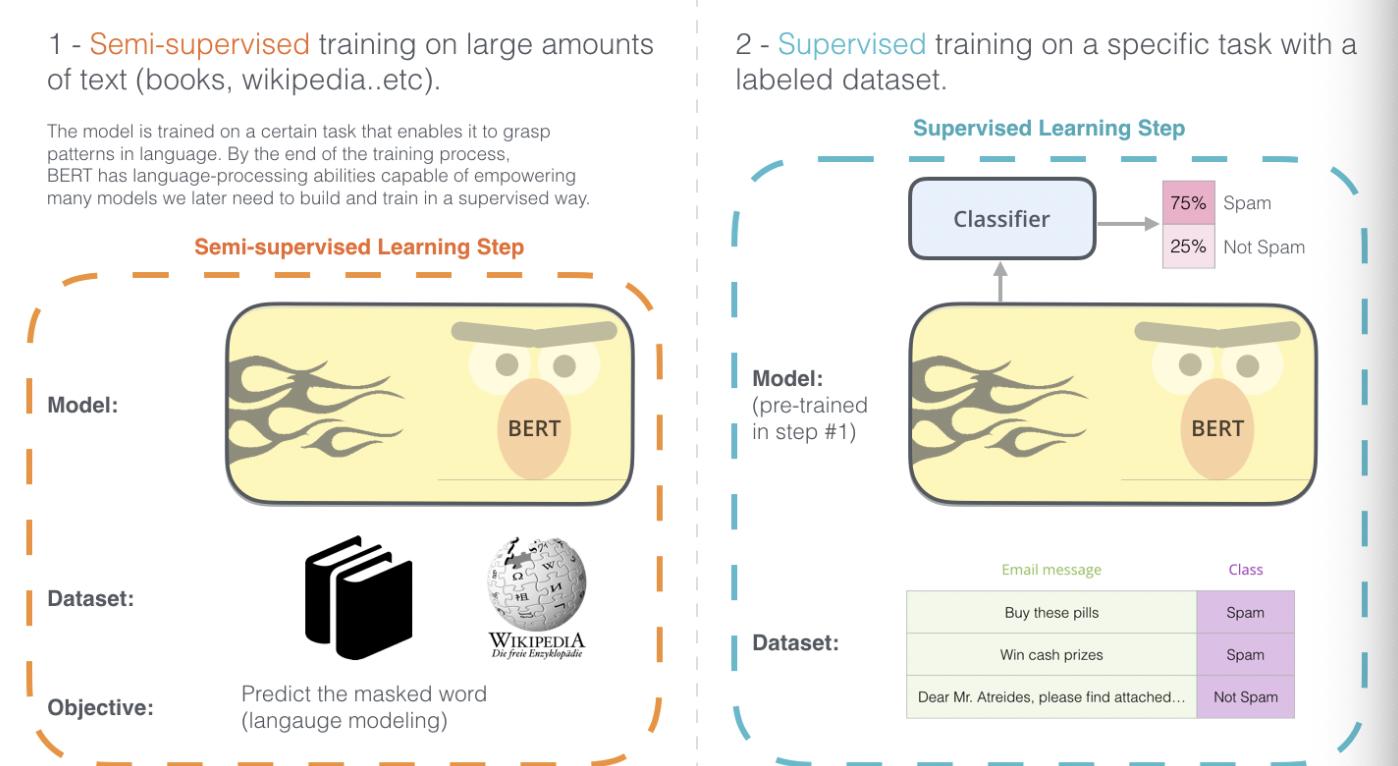 1 - Semi-supervised training on large amounts
of text (books, wikipedia..etc).
The model is trained on a certain task that enables it to grasp
patterns in language. By the end of the training process,
BERT has language-processing abilities capable of empowering
many models we later need to build and train in a supervised way.
Semi-supervised Learning Step
Model:
BERT
Dataset:
WIKIPEDIA
Die freie Enzyklopädie
Objective:
Predict the masked word
(langauge modeling)
2 - Supervised training on a specific task with a
labeled dataset.
Supervised Learning Step
Classifier
75% Spam
25% Not Spam
Model:
(pre-trained
in step #1)
BERT
Dataset:
Email message Class
Buy these pills Spam
Win cash prizes Spam
Dear Mr. Atreides, please find attached... Not Spam